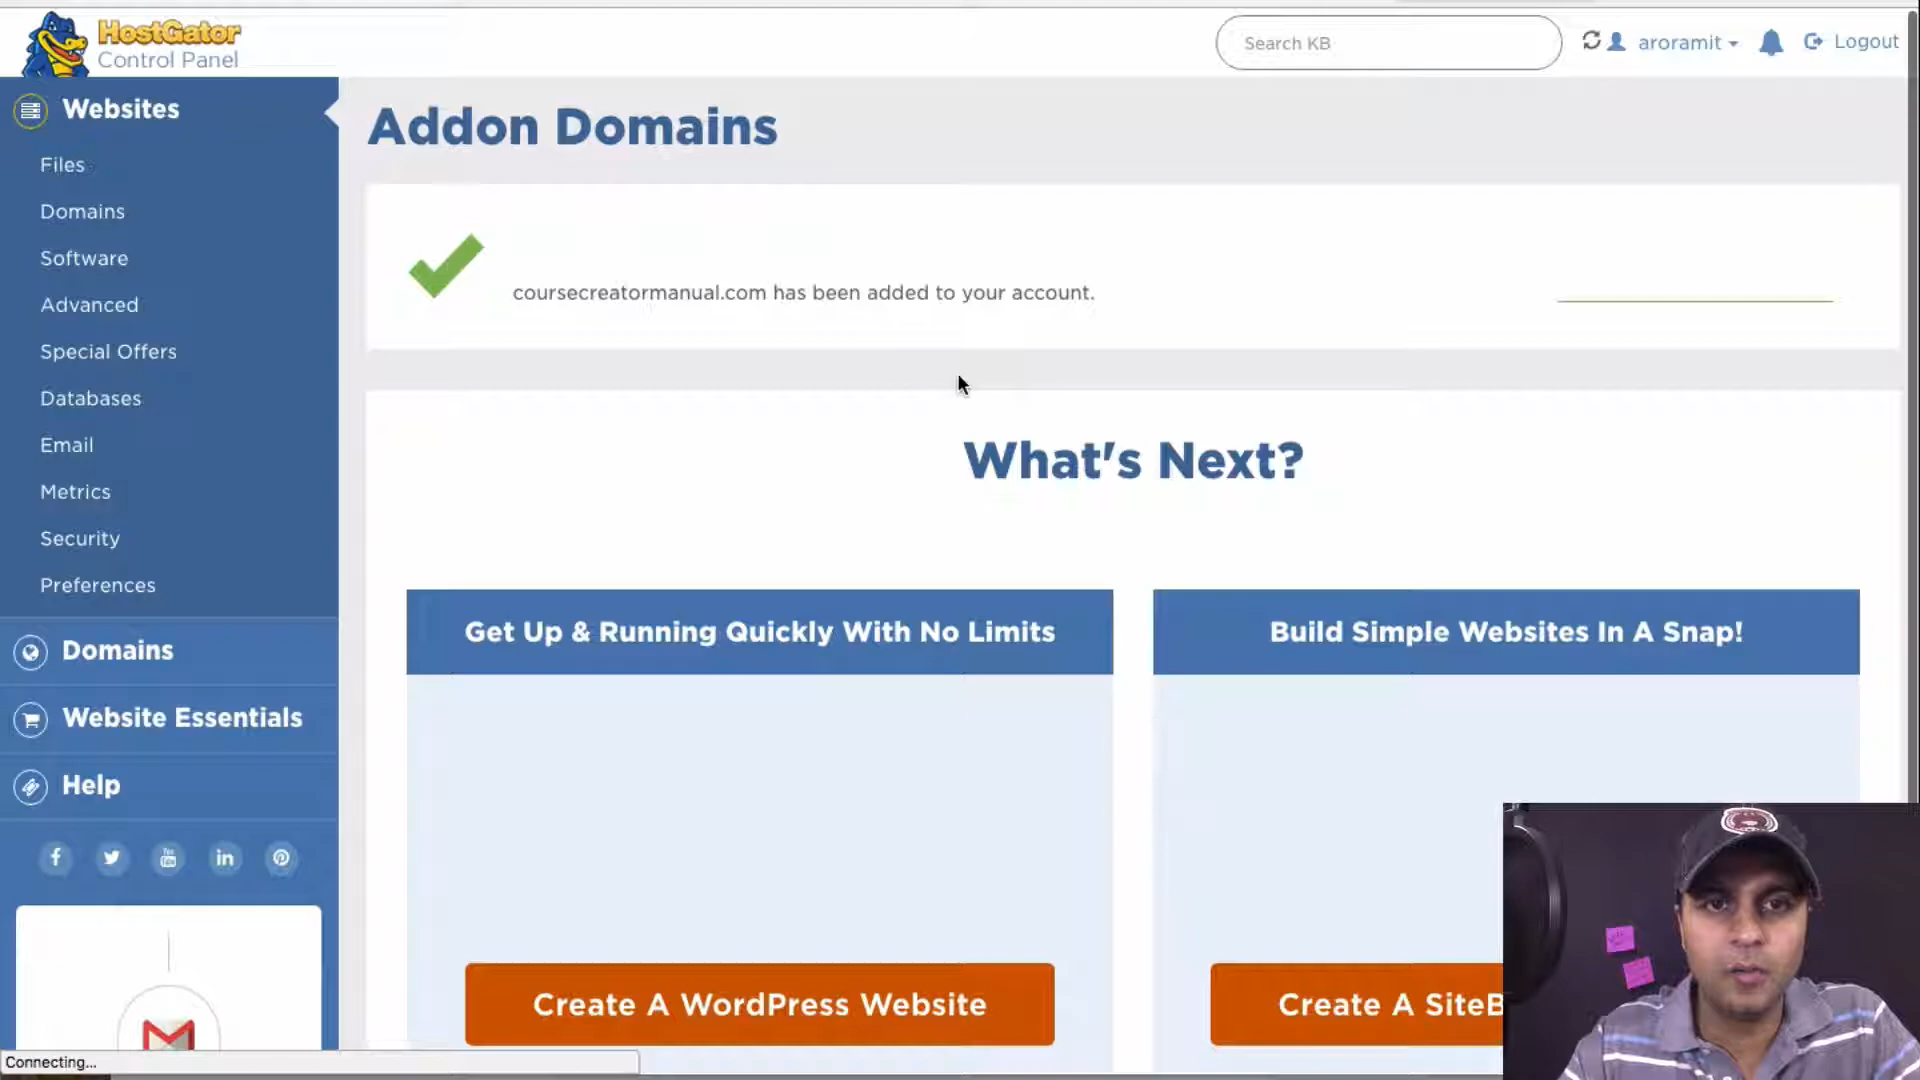 HostGator
Control Panel
Search KB
aroramit
Logout
Websites
Files
Domains
Software
Advanced
Special Offers
Databases
Email
Metrics
Security
Preferences
Domains
Website Essentials
Help
Addon Domains
coursecreatormanual.com has been added to your account.
What's Next?
Get Up & Running Quickly With No Limits
Create A WordPress Website
Build Simple Websites In A Snap!
Create A SiteB
Connecting...